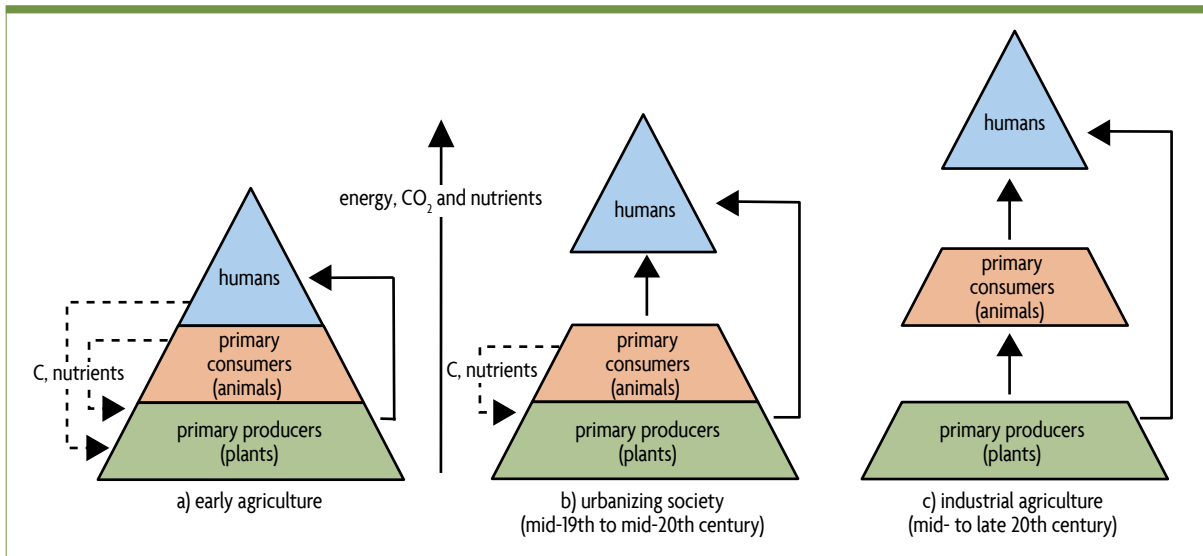 humans
primary
consumers
(animals)
primary producers
(plants)
C, nutrients
a) early agriculture
energy, CO₂ and nutrients
humans
primary
consumers
(animals)
primary producers
(plants)
C, nutrients
b) urbanizing society
(mid-19th to mid-20th century)
humans
primary
consumers
(animals)
primary producers
(plants)
c) industrial agriculture
(mid- to late 20th century)